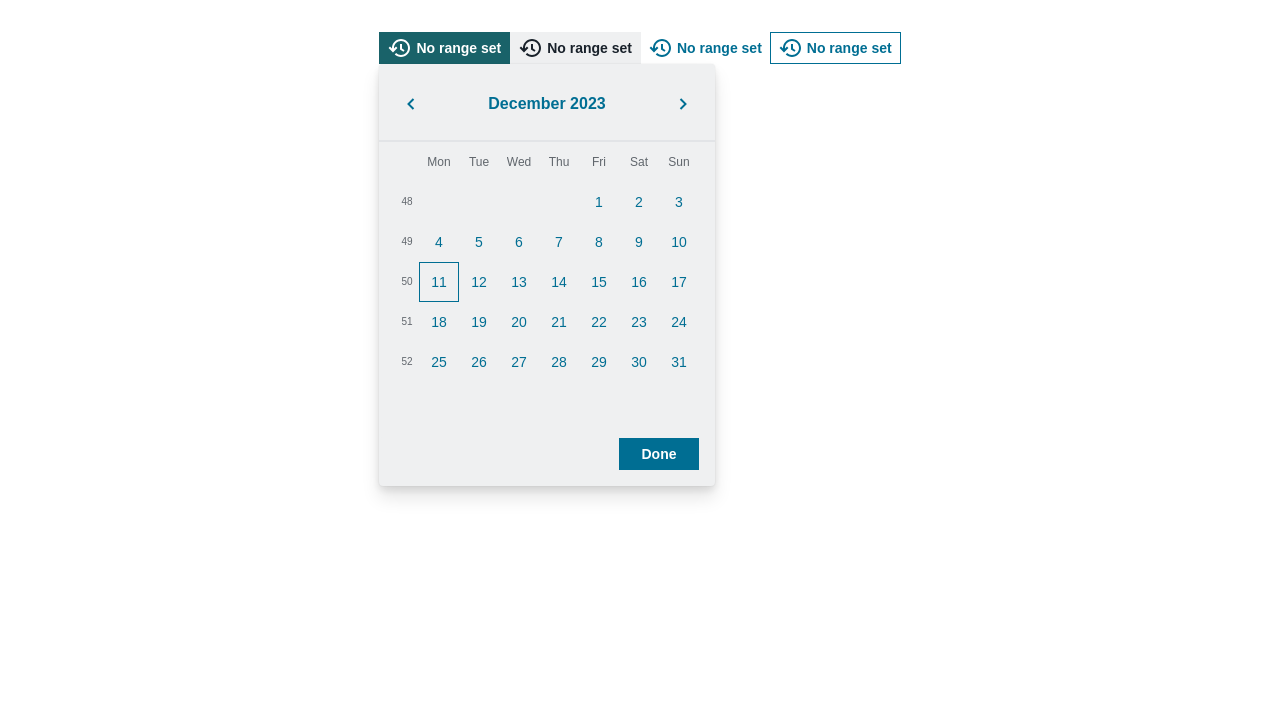 No range set No range set No range set No range set
December 2023
Mon Tue Wed Thu Fri Sat Sun
48 1 2 3
49 4 5 6 7 8 9 10
50 11 12 13 14 15 16 17
51 18 19 20 21 22 23 24
52 25 26 27 28 29 30 31
Done